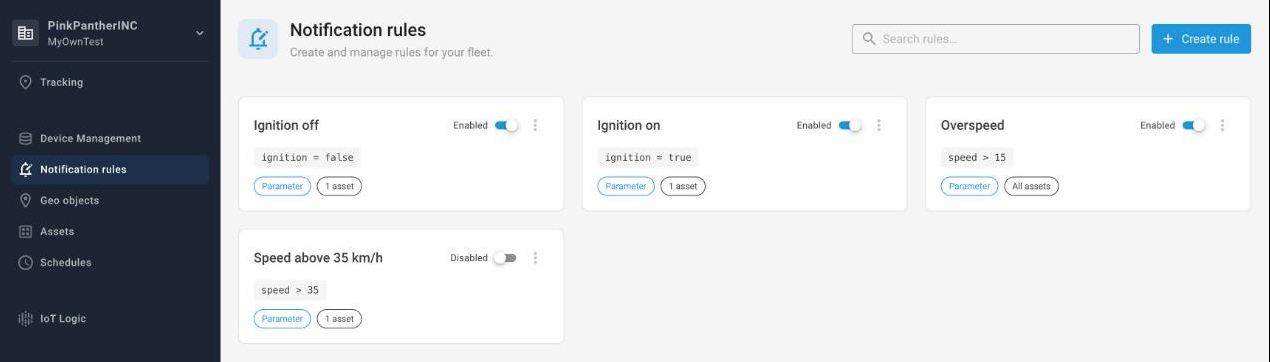 PinkPantherINC
MyOwnTest
Tracking
Device Management
Notification rules
Geo objects
Assets
Schedules
IoT Logic
Notification rules
Create and manage rules for your fleet.
Search rules...
+ Create rule
Ignition off
Enabled
ignition = false
Parameter
1 asset
Ignition on
Enabled
ignition = true
Parameter
1 asset
Overspeed
Enabled
speed > 15
Parameter
All assets
Speed above 35 km/h
Disabled
speed > 35
Parameter
1 asset